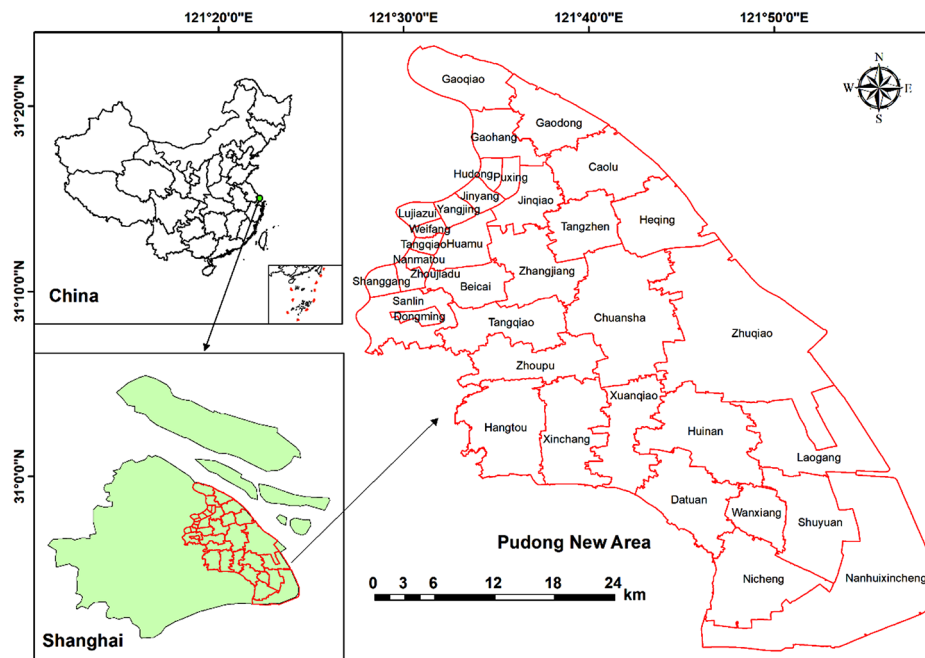 121°20'0"E 121°30'0"E 121°40'0"E 121°50'0"E
31°20'0"N
31°10'0"N
31°0'0"N
N
W E
S
China
Shanghai
Gaoqiao
Gaodong
Gaohang
Caolu
Hudong
Puxing
Jinyang
Jinqiao
Lujiazui
Yangjing
Heqing
Weifang
Tangzhen
Tangqiao
Huamu
Nanmatou
Zhangjiang
Shanggang
Zhoujiadu
Beicai
Sanlin
Dongming
Tangqiao
Chuansha
Zhuqiao
Zhoupu
Xuanqiao
Hangtou
Xinchang
Huinan
Laogang
Datuan
Wanxiang
Shuyuan
Pudong New Area
Nicheng
Nanhuixincheng
0 3 6 12 18 24
km